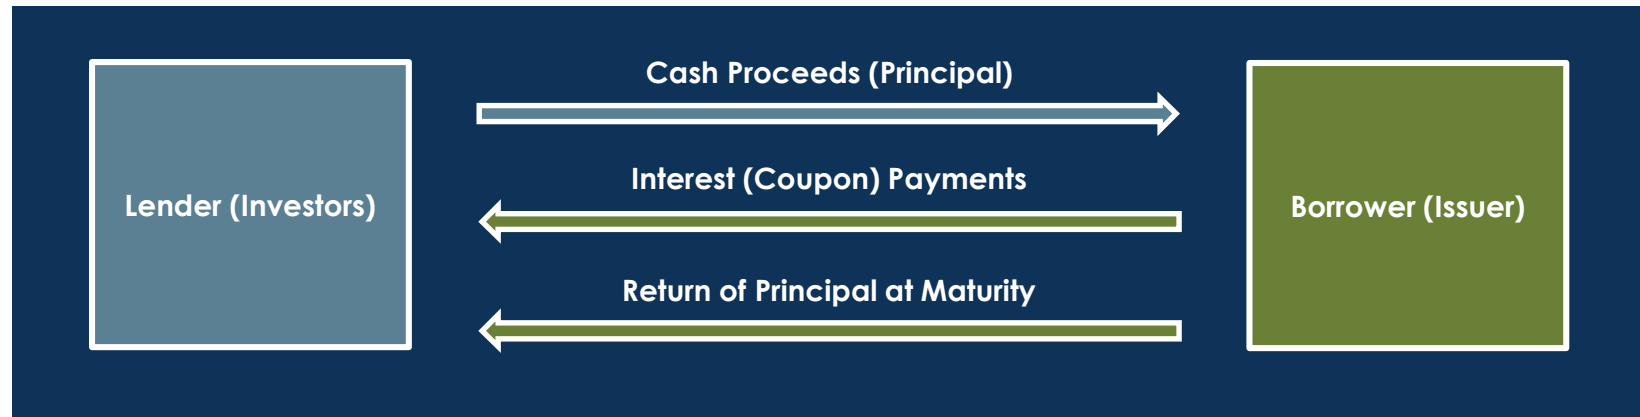 Cash Proceeds (Principal)
Interest (Coupon) Payments
Lender (Investors)
Borrower (Issuer)
Return of Principal at Maturity